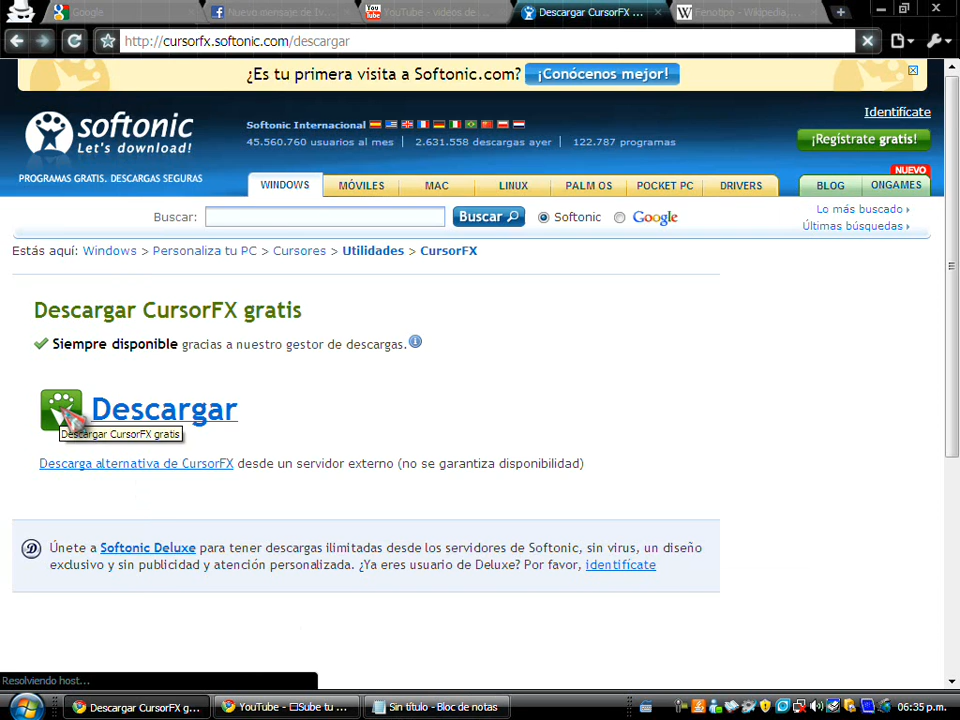 Google
Nuevo mensaje de Iv...
YouTube - videos de...
Descargar CursorFX ...
Fenotipo - Wikipedia...
http://cursorfx.softonic.com/descargar
¿Es tu primera visita a Softonic.com? ¡Conócenos mejor!
Identifícate
softonic
Let's download!
Softonic Internacional
45.560.760 usuarios al mes | 2.631.558 descargas ayer | 122.787 programas
¡Regístrate gratis!
PROGRAMAS GRATIS. DESCARGAS SEGURAS
NUEVO
WINDOWS MÓVILES MAC LINUX PALM OS POCKET PC DRIVERS BLOG ONGAMES
Buscar: Buscar Softonic Google
Lo más buscado
Últimas búsquedas
Estás aquí: Windows > Personaliza tu PC > Cursores > Utilidades > CursorFX
Descargar CursorFX gratis
Siempre disponible gracias a nuestro gestor de descargas.
Descargar
Descargar CursorFX gratis
Descarga alternativa de CursorFX desde un servidor externo (no se garantiza disponibilidad)
Únete a Softonic Deluxe para tener descargas ilimitadas desde los servidores de Softonic, sin virus, un diseño
exclusivo y sin publicidad y atención personalizada. ¿Ya eres usuario de Deluxe? Por favor, identifícate
Resolviendo host...
Descargar CursorFX g...
YouTube - □Sube tu ...
Sin título - Bloc de notas
06:35 p.m.